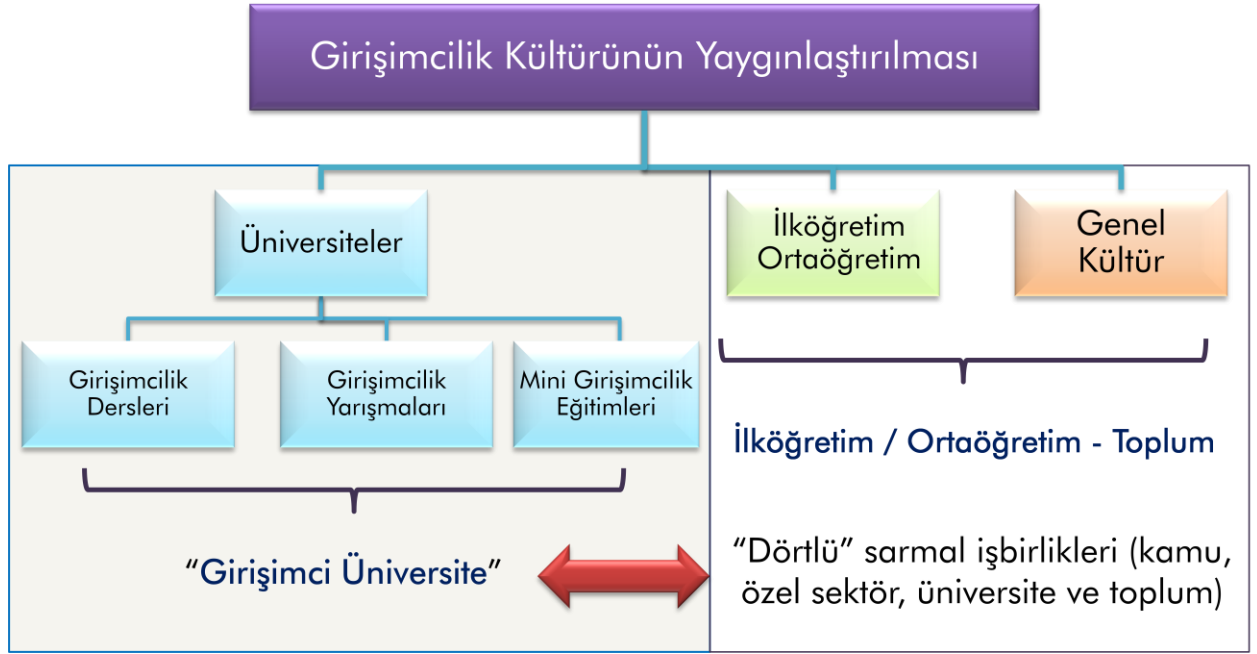 Girişimcilik Kültürünün Yaygınlaştırılması
Üniversiteler
İlköğretim
Ortaöğretim
Genel
Kültür
Girişimcilik
Dersleri
Girişimcilik
Yarışmaları
Mini Girişimcilik
Eğitimleri
İlköğretim / Ortaöğretim - Toplum
“Girişimci Üniversite”
“Dörtlü” sarmal işbirlikleri (kamu,
özel sektör, üniversite ve toplum)